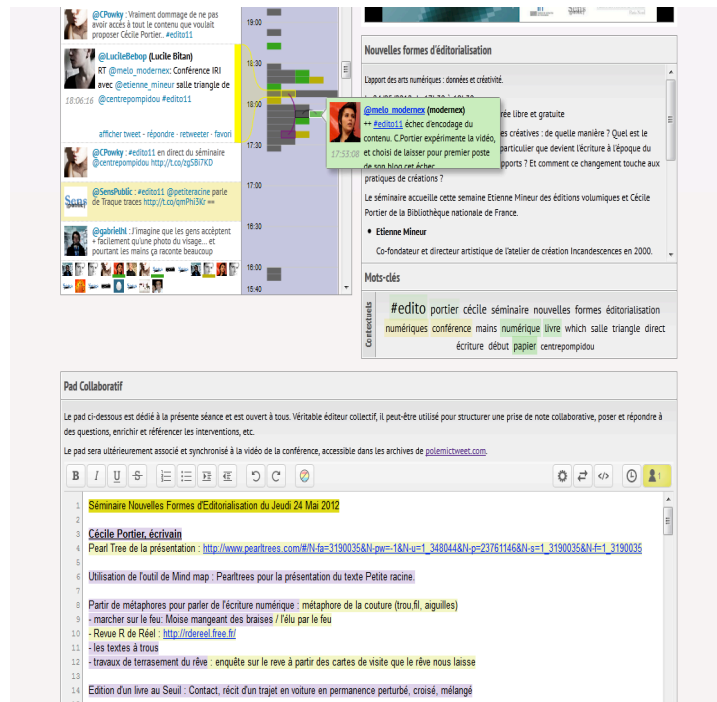 @CPowky : Vraiment dommage de ne pas
avoir accès à tout le contenu que voulait
proposer Cécile Portier.. #edito11
@LucileBebop (Lucile Bitan)
RT @melo_modernex: Conférence IRI
avec @etienne_mineur salle triangle de
18:06:16 @centrepompidou #edito11
afficher tweet - répondre - retweeter - favori
@CPowky : #edito11 en direct du séminaire
@centrepompidou http://t.co/zgSBi7KD
@SensPublic : #edito11 @petiteracine parle
de Traque traces http://t.co/qmPhi3Kr ==
Sens
@gabrielhl : J'imagine que les gens acceptent
+ facilement qu'une photo du visage... et
pourtant les mains ça raconte beaucoup
19:00
18:30
18:00
17:30
17:00
16:30
16:00
15:40
@melo_modernex (modernex)
++ #edito11 échec d'encodage du
contenu. C.Portier expérimente la vidéo,
17:53:08 et choisi de laisser pour premier poste
de son blog cet écher
Nouvelles formes d'éditorialisation
L'apport des arts numériques : données et créativité.
rée libre et gratuite
es créatives : de quelle manière ? Quel est le
particulier que devient l'écriture à l'époque du
pports ? Et comment ce changement touche aux
pratiques de créations ?
Le séminaire accueille cette semaine Etienne Mineur des éditions volumiques et Cécile
Portier de la Bibliothèque nationale de France.
• Etienne Mineur
Co-fondateur et directeur artistique de l'atelier de création Incandescences en 2000.
Mots-clés
Contextuels
#edito portier cécile séminaire nouvelles formes éditorialisation
numériques conférence mains numérique livre which salle triangle direct
écriture début papier centrepompidou
Pad Collaboratif
Le pad ci-dessous est dédié à la présente séance et est ouvert à tous. Véritable éditeur collectif, il peut-être utilisé pour structurer une prise de note collaborative, poser et répondre à
des questions, enrichir et référencer les interventions, etc.
Le pad sera ultérieurement associé et synchronisé à la vidéo de la conférence, accessible dans les archives de polemictweet.com.
B I U S 1
1 Séminaire Nouvelles Formes d'Editorialisation du Jeudi 24 Mai 2012
2
3 Cécile Portier, écrivain
4 Pearl Tree de la présentation : http://www.pearltrees.com/#/N-fa=3190035&N-pw=-1&N-u=1_348044&N-p=23761146&N-s=1_3190035&N-f=1_3190035
5
6 Utilisation de l'outil de Mind map : Pearltrees pour la présentation du texte Petite racine.
7
8 Partir de métaphores pour parler de l'écriture numérique : métaphore de la couture (trou,fil, aiguilles)
9 - marcher sur le feu: Moise mangeant des braises / l'élu par le feu
10 - Revue R de Réel : http://rdereel.free.fr/
11 - les textes à trous
12 - travaux de terrasement du rêve : enquête sur le reve à partir des cartes de visite que le rêve nous laisse
13
14 Edition d'un livre au Seuil : Contact, récit d'un trajet en voiture en permanence perturbé, croisé, mélangé